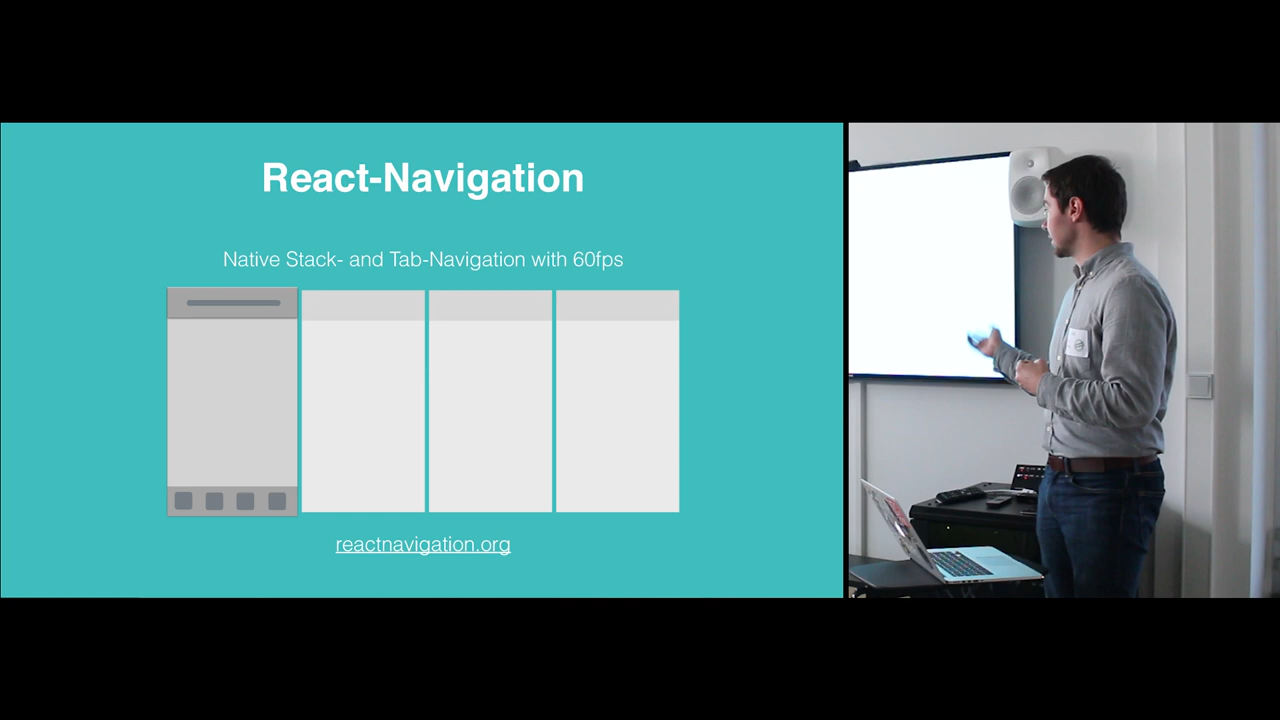 React-Navigation
Native Stack- and Tab-Navigation with 60fps
reactnavigation.org